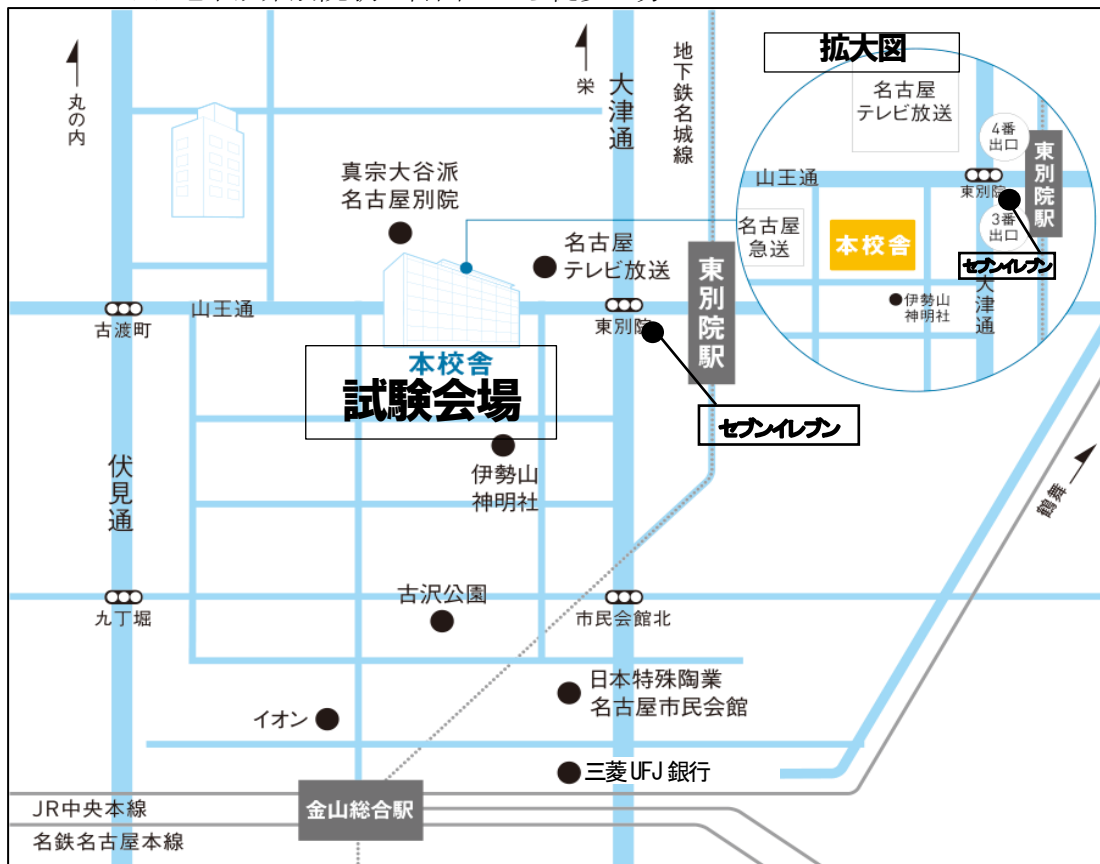 丸の内
栄
大津通
地下鉄名城線
拡大図
名古屋
テレビ放送
4番
出口
東別院駅
山王通
東別院
3番
出口
名古屋
急送
本校舎
セブンイレブン
大津通
伊勢山
神明社
真宗大谷派
名古屋別院
名古屋
テレビ放送
東別院駅
古渡町
山王通
東別院
本校舎
試験会場
セブンイレブン
伊勢山
神明社
伏見通
鶴舞
古沢公園
九丁堀
市民会館北
日本特殊陶業
名古屋市民会館
イオン
三菱UFJ銀行
JR中央本線
金山総合駅
名鉄名古屋本線